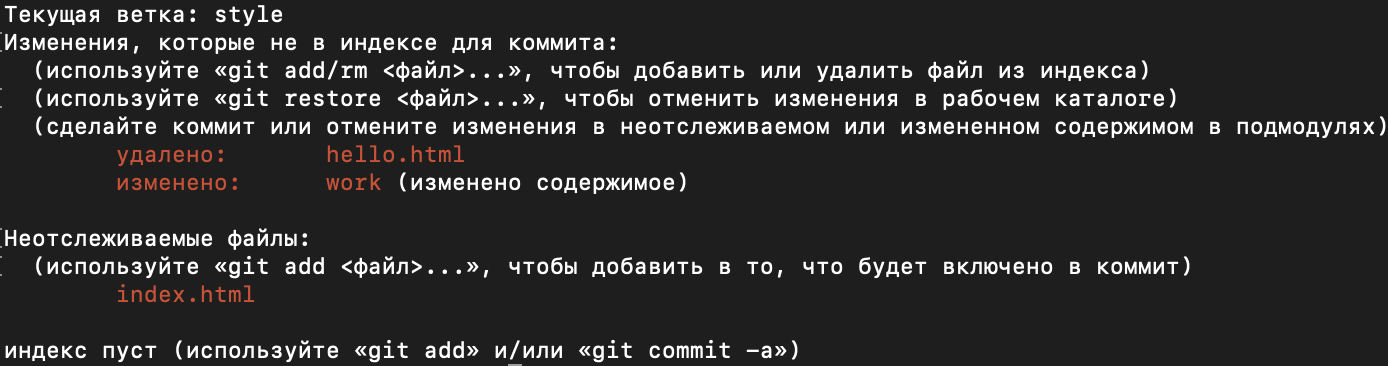 Текущая ветка: style
Изменения, которые не в индексе для коммита:
(используйте «git add/rm <файл>...», чтобы добавить или удалить файл из индекса)
(используйте «git restore <файл>...», чтобы отменить изменения в рабочем каталоге)
(сделайте коммит или отмените изменения в неотслеживаемом или измененном содержимом в подмодулях)
удалено: hello.html
изменено: work (изменено содержимое)
Неотслеживаемые файлы:
(используйте «git add <файл>...», чтобы добавить в то, что будет включено в коммит)
index.html
индекс пуст (используйте «git add» и/или «git commit -a»)